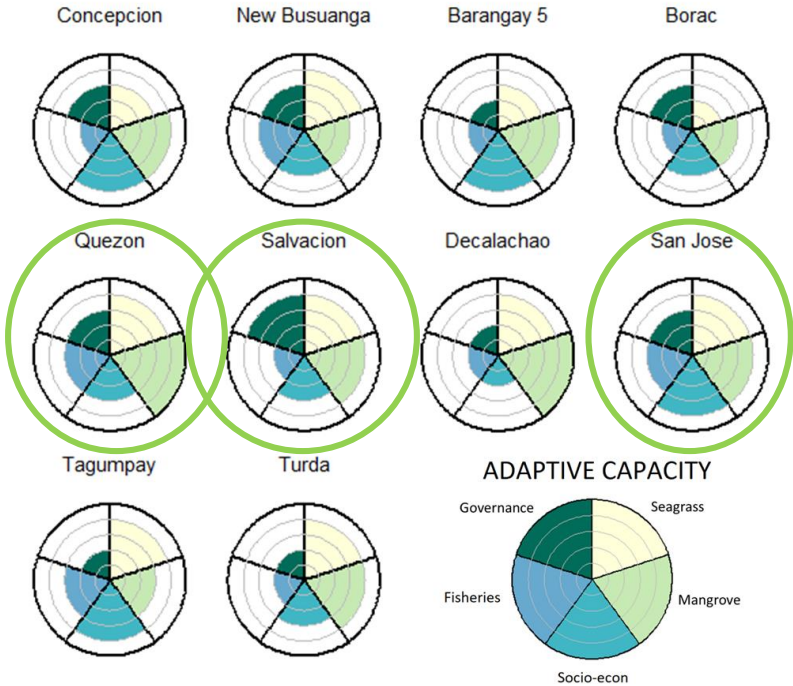 Concepcion
New Busuanga
Barangay 5
Borac
Quezon
Salvacion
Decalachao
San Jose
Tagumpay
Turda
ADAPTIVE CAPACITY
Governance
Seagrass
Fisheries
Mangrove
Socio-econ